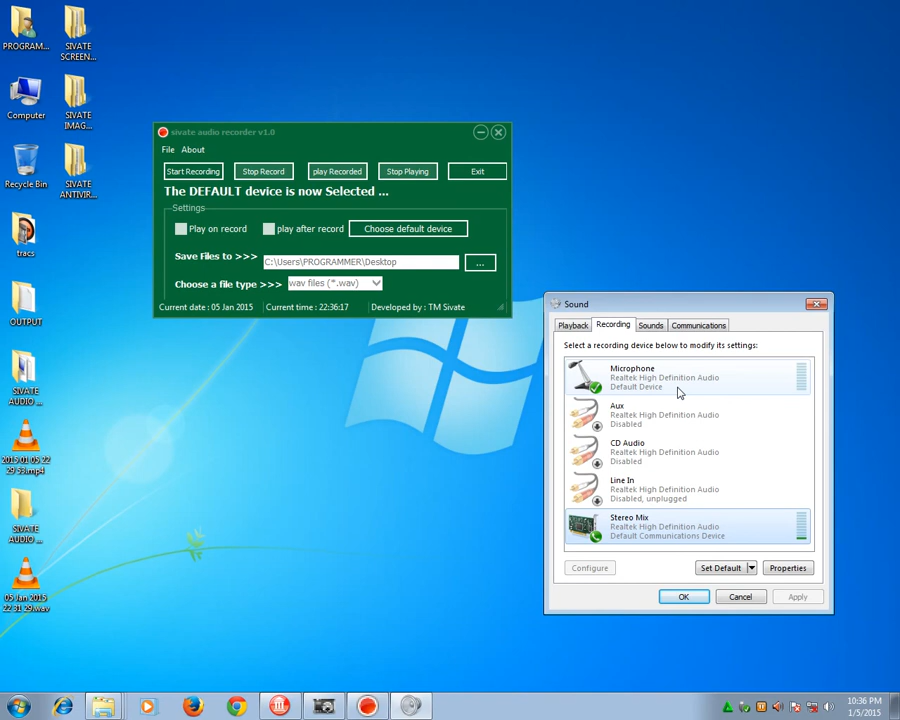 PROGRAM...
SIVATE
SCREEN...
Computer
SIVATE
IMAG...
Recycle Bin
SIVATE
ANTIVIR...
tracs
OUTPUT
SIVATE
AUDIO ...
2015 01 05 22
29 53.mp4
SIVATE
AUDIO ...
05 Jan 2015
22 31 29.wav
sivate audio recorder v1.0
File About
Start Recording Stop Record play Recorded Stop Playing Exit
The DEFAULT device is now Selected ...
Settings
Play on record play after record Choose default device
Save Files to >>> C:\Users\PROGRAMMER\Desktop ...
Choose a file type >>> wav files (*.wav)
Current date : 05 Jan 2015 Current time : 22:36:17 Developed by : TM Sivate
Sound
Playback Recording Sounds Communications
Select a recording device below to modify its settings:
Microphone
Realtek High Definition Audio
Default Device
Aux
Realtek High Definition Audio
Disabled
CD Audio
Realtek High Definition Audio
Disabled
Line In
Realtek High Definition Audio
Disabled, unplugged
Stereo Mix
Realtek High Definition Audio
Default Communications Device
Configure Set Default Properties
OK Cancel Apply
10:36 PM
1/5/2015